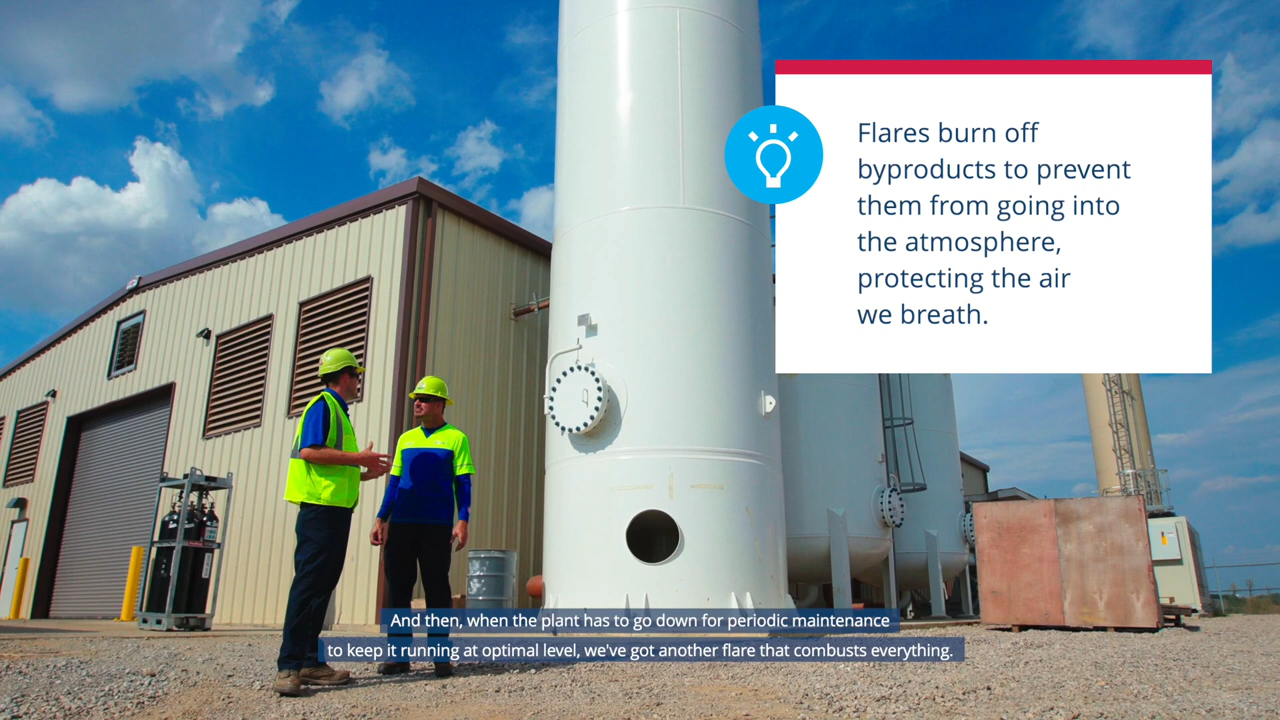 Flares burn off
byproducts to prevent
them from going into
the atmosphere,
protecting the air
we breath.
And then, when the plant has to go down for periodic maintenance
to keep it running at optimal level, we've got another flare that combusts everything.